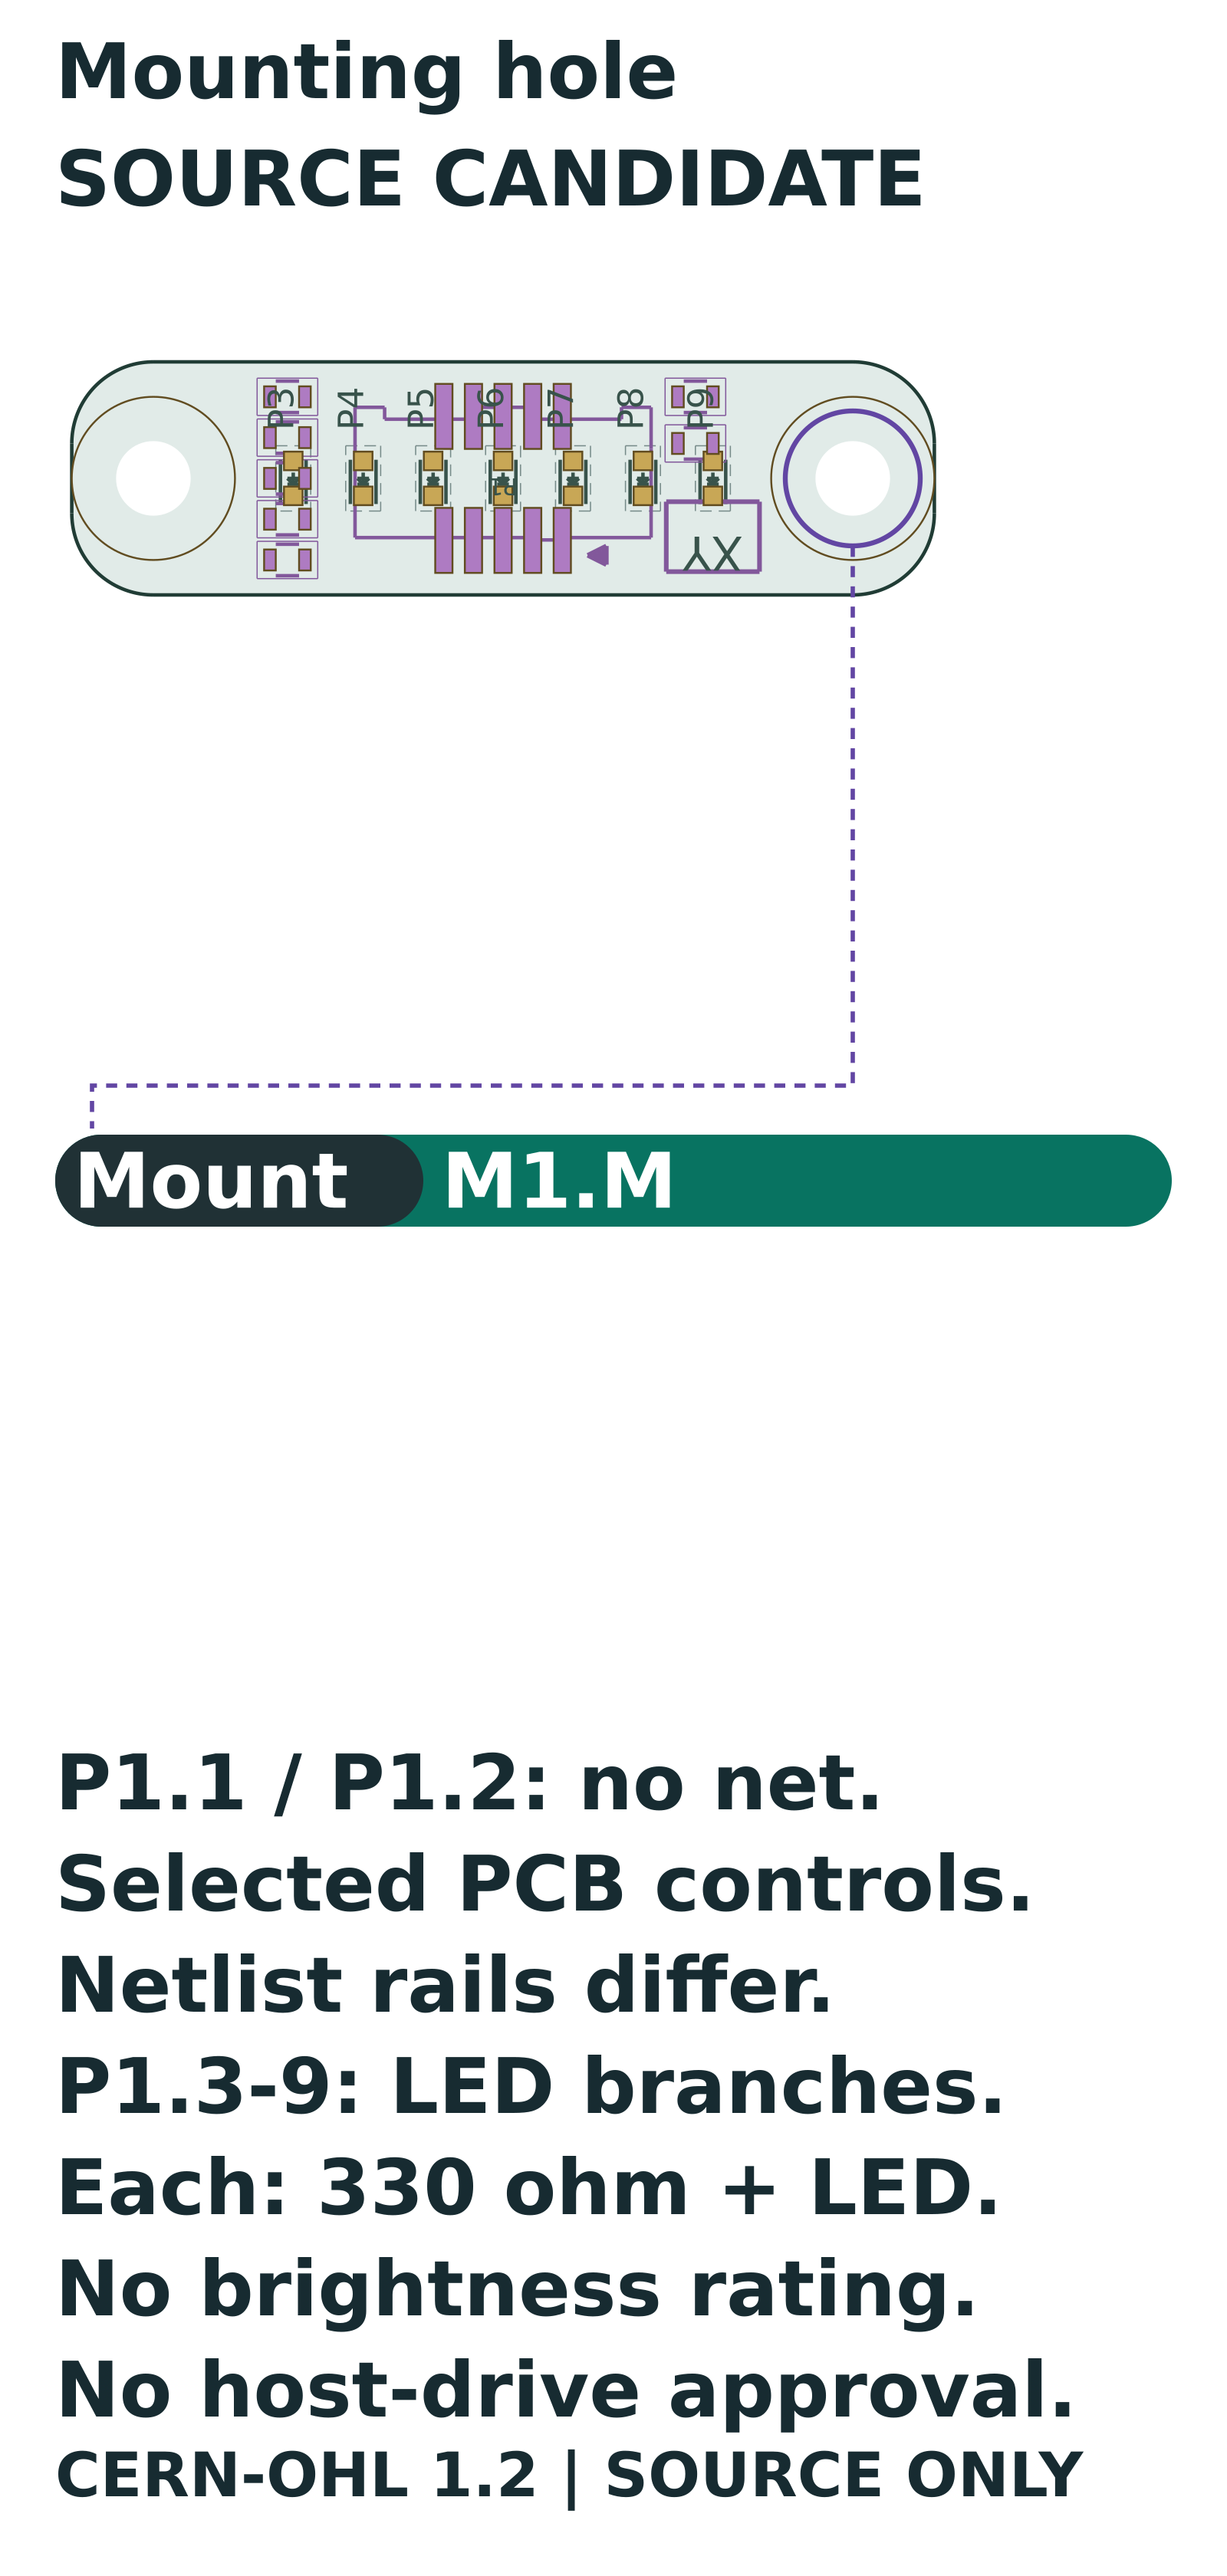 Mounting hole
SOURCE CANDIDATE
P3 P4 P5 P6 P7 P8 P9
P1
XY
Mount M1.M
P1.1 / P1.2: no net.
Selected PCB controls.
Netlist rails differ.
P1.3-9: LED branches.
Each: 330 ohm + LED.
No brightness rating.
No host-drive approval.
CERN-OHL 1.2 | SOURCE ONLY